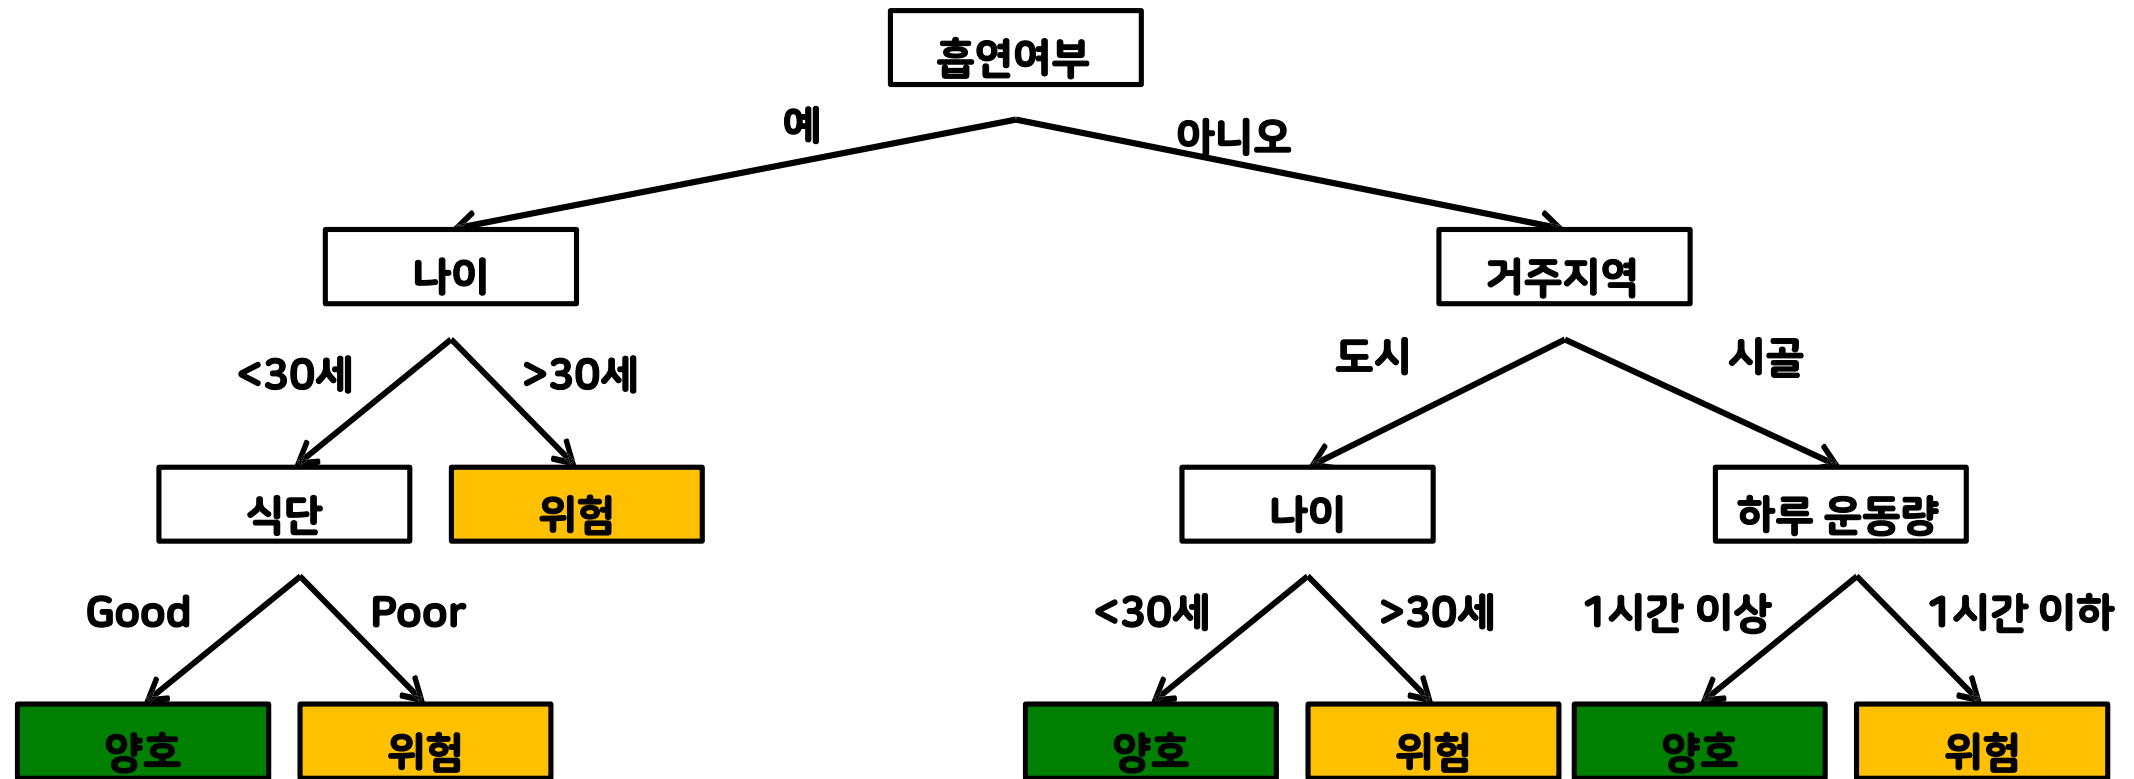 흡연여부
예
아니오
나이
거주지역
<30세
>30세
도시
시골
식단
위험
나이
하루 운동량
Good
Poor
<30세
>30세
1시간 이상
1시간 이하
양호
위험
양호
위험
양호
위험